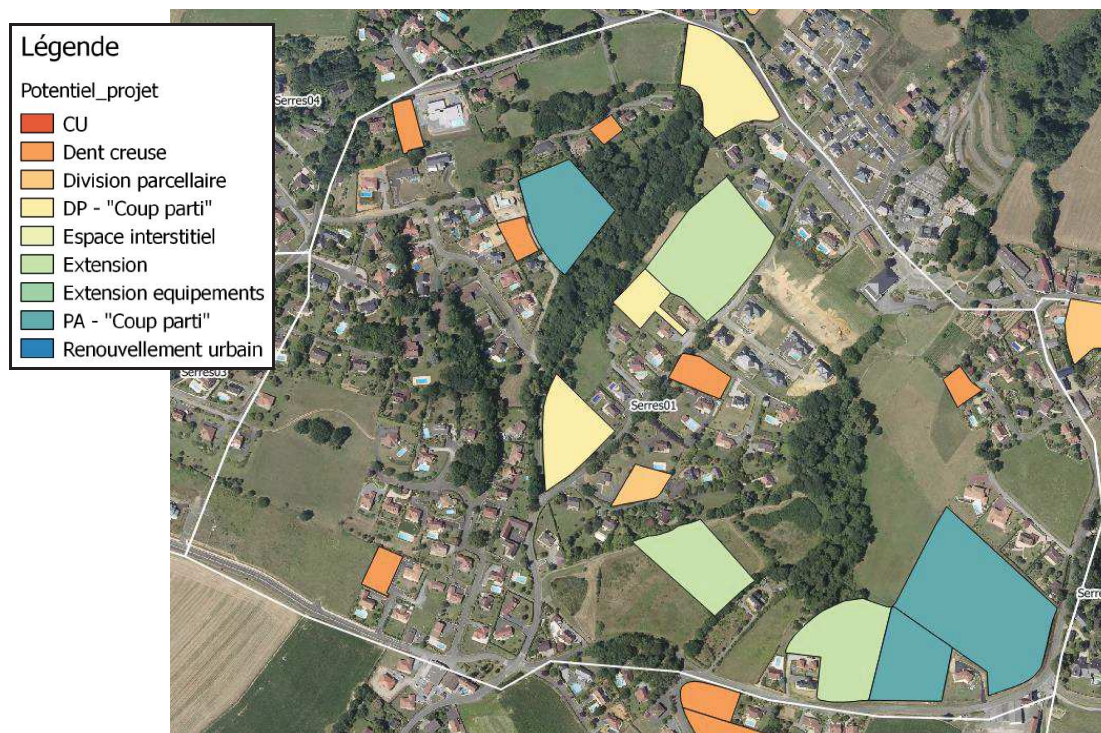 Légende
Potentiel_projet
CU
Dent creuse
Division parcellaire
DP - "Coup parti"
Espace interstitiel
Extension
Extension equipements
PA - "Coup parti"
Renouvellement urbain
Serres04
Serres03
Serres01
Serre